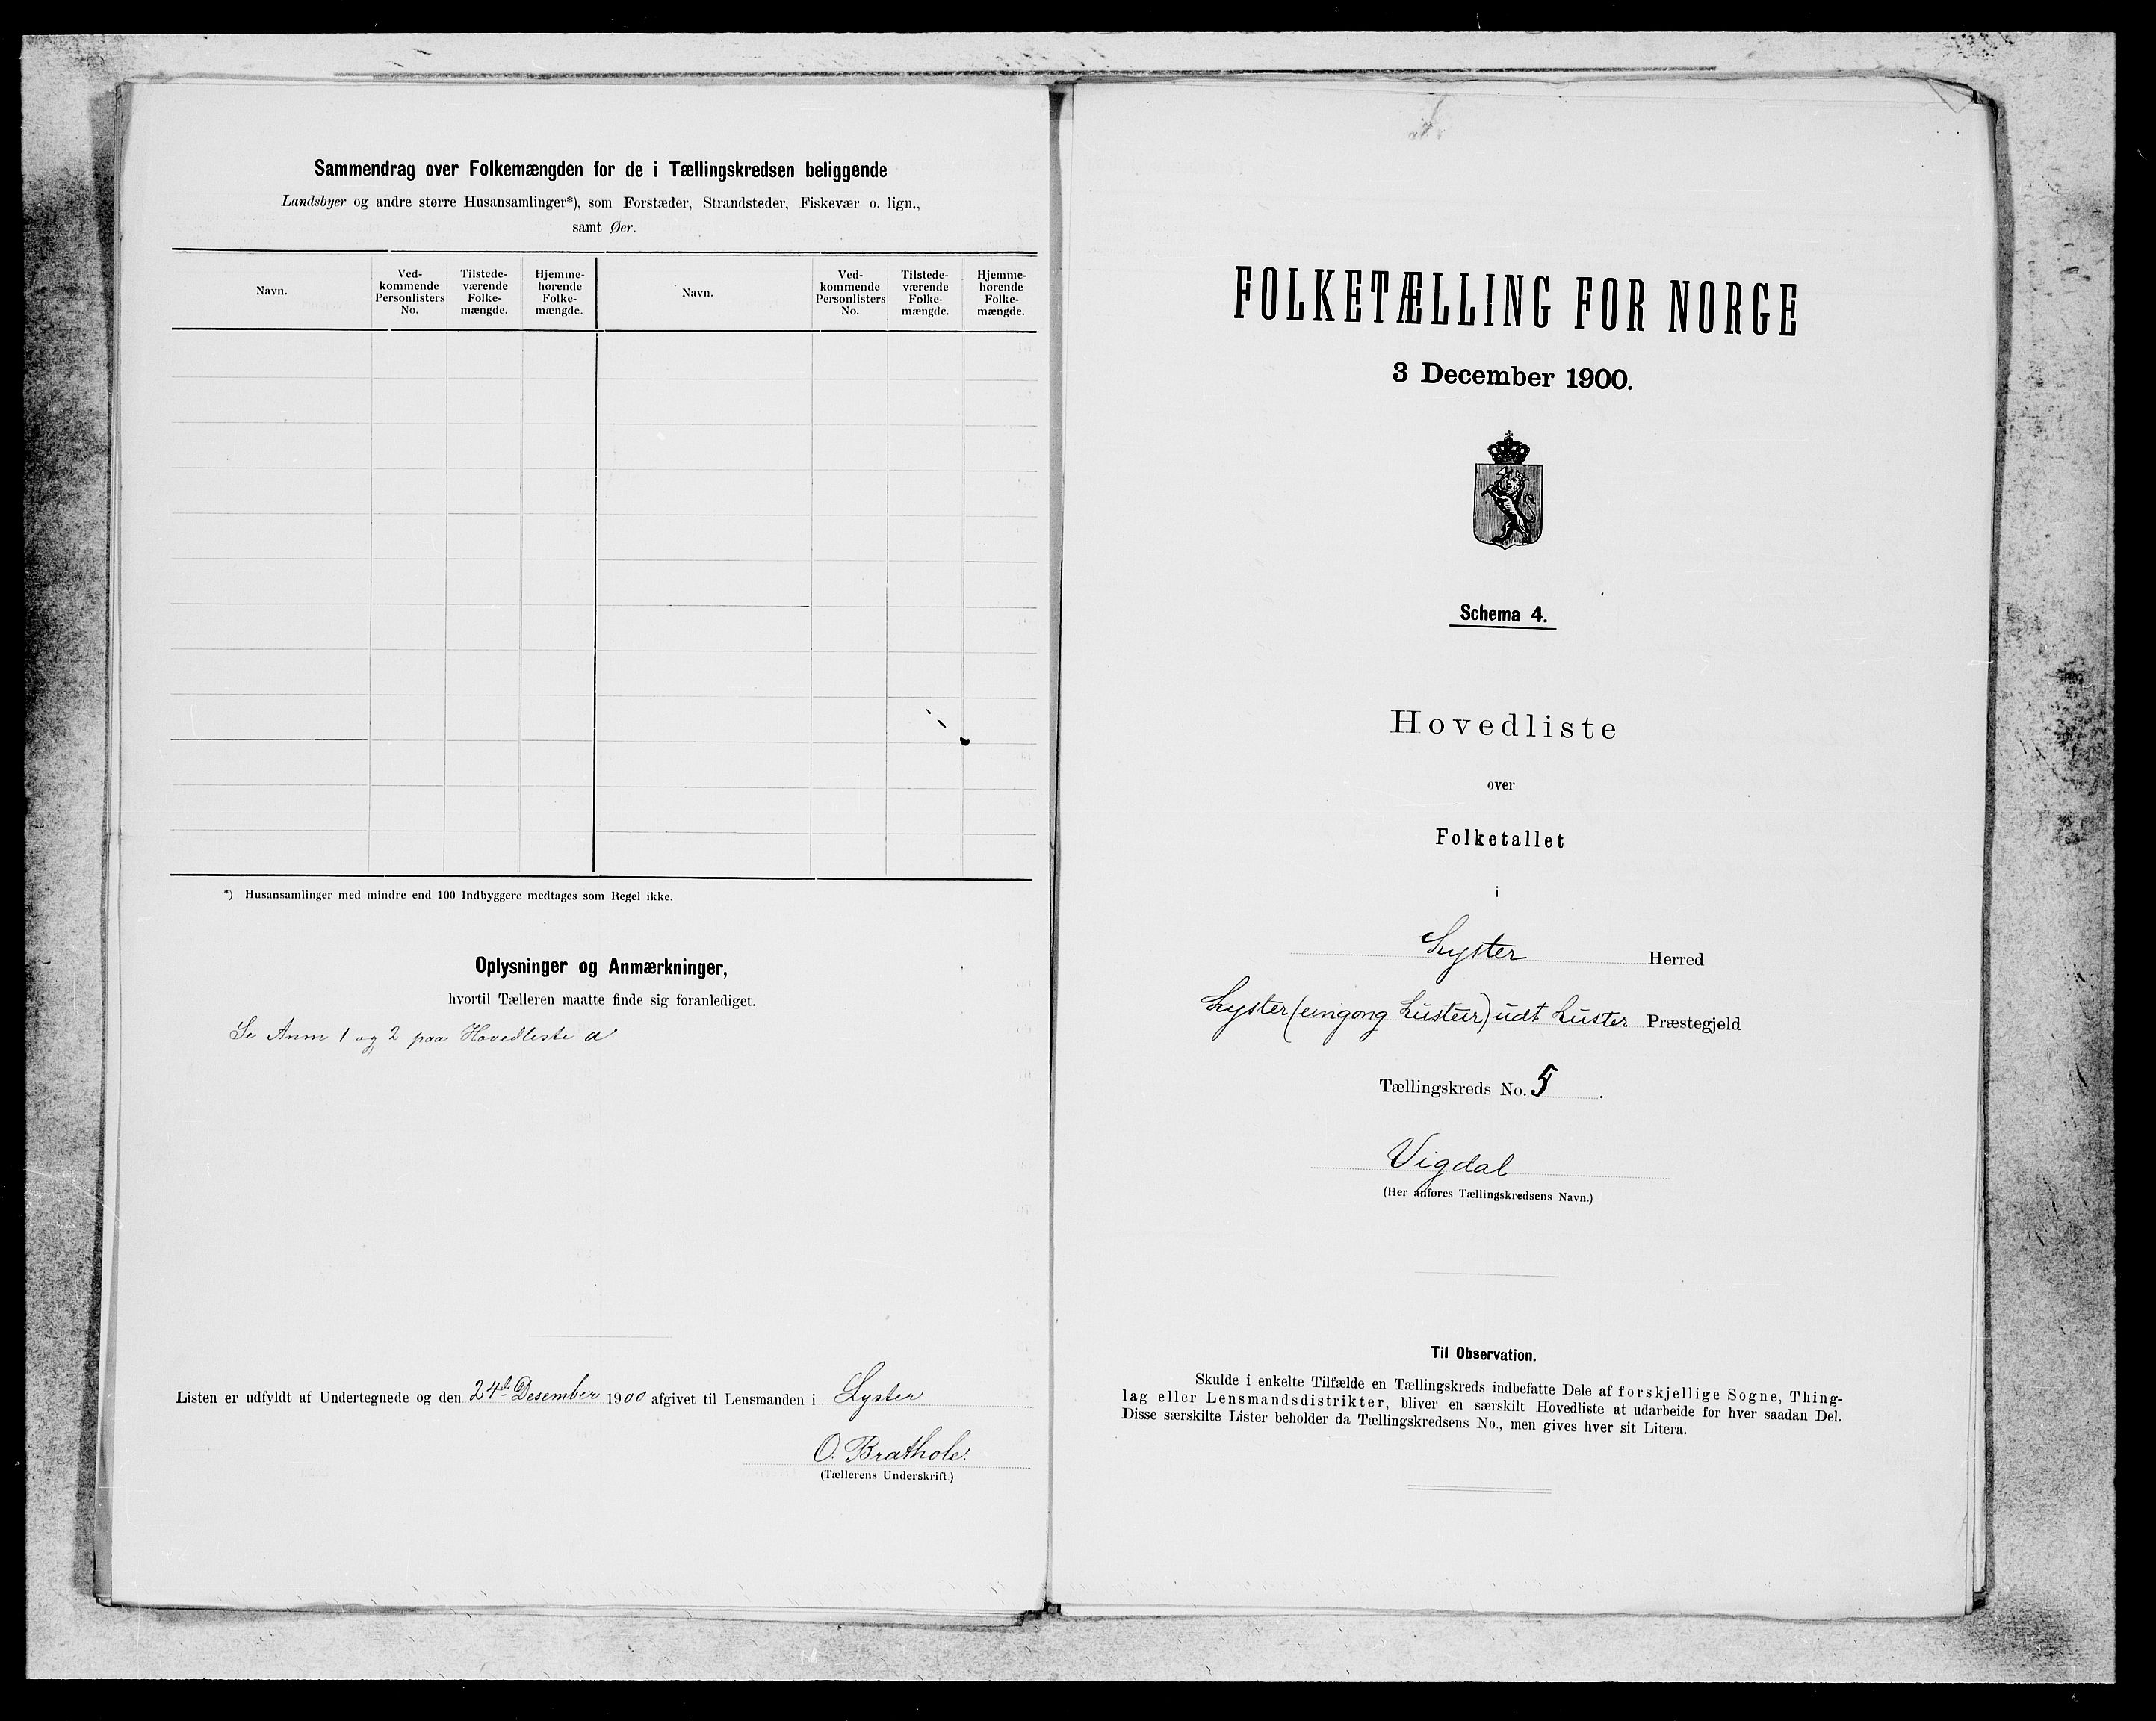 Sammendrag over Folkemængden for de i Tællingskredsen beliggende
Landsbyer og andre større Husansamlinger*), som Forstæder, Strandsteder, Fiskevær o. lign.,
samt Øer.
Navn.
Ved-
kommende
Personlisters
No.
Tilstede-
værende
Folke-
mængde.
Hjemme-
hørende
Folke-
mængde.
Navn.
Ved-
kommende
Personlisters
No.
Tilstede-
værende
Folke-
mængde.
Hjemme-
hørende
Folke-
mængde.
*) Husansamlinger med mindre end 100 Indbyggere medtages som Regel ikke.
Oplysninger og Anmærkninger,
hvortil Tælleren maatte finde sig foranlediget.
Se Anm 1 og 2 paa Hovedliste a
Listen er udfyldt af Undertegnede og den 24de Desember 1900 afgivet til Lensmanden i Lyster
O. Brathole.
(Tællerens Underskrift.)
FOLKETÆLLING FOR NORGE
3 December 1900.
Schema 4.
Hovedliste
over
Folketallet
i
Lyster Herred
Lyster (eingong Luster) udt Luster Præstegjeld
Tællingskreds No. 5.
Vigdal
(Her anføres Tællingskredsens Navn.)
Til Observation.
Skulde i enkelte Tilfælde en Tællingskreds indbefatte Dele af forskjellige Sogne, Thing-
lag eller Lensmandsdistrikter, bliver en særskilt Hovedliste at udarbeide for hver saadan Del.
Disse særskilte Lister beholder da Tællingskredsens No., men gives hver sit Litera.